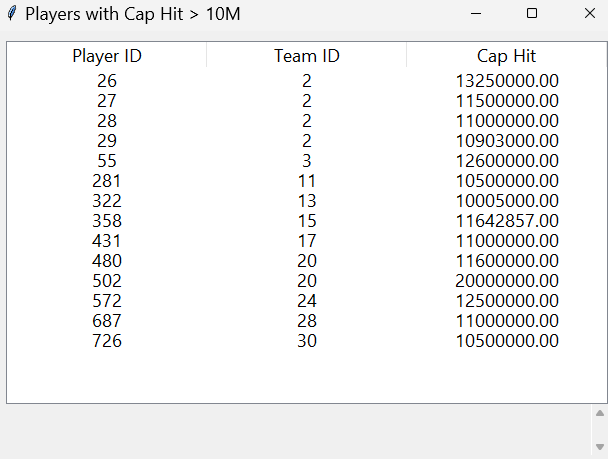 Players with Cap Hit > 10M
Player ID Team ID Cap Hit
26 2 13250000.00
27 2 11500000.00
28 2 11000000.00
29 2 10903000.00
55 3 12600000.00
281 11 10500000.00
322 13 10005000.00
358 15 11642857.00
431 17 11000000.00
480 20 11600000.00
502 20 20000000.00
572 24 12500000.00
687 28 11000000.00
726 30 10500000.00